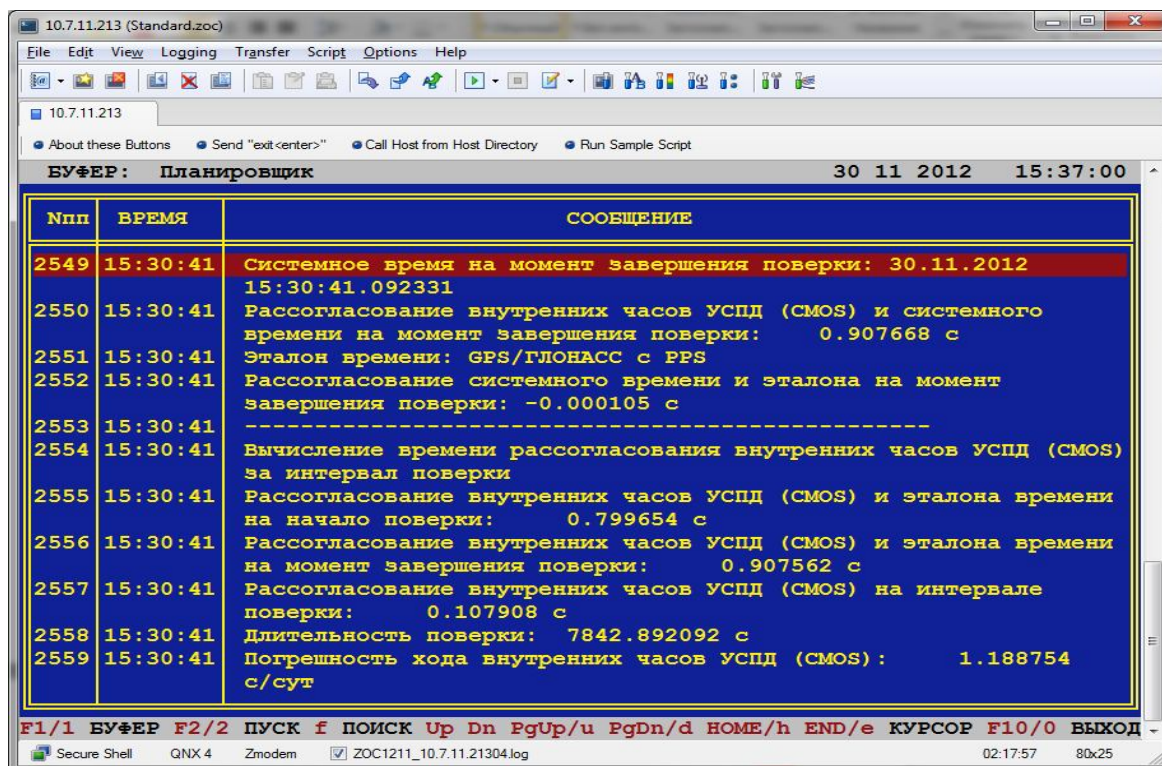 10.7.11.213 (Standard.zoc)
File Edit View Logging Transfer Script Options Help
10.7.11.213
About these Buttons Send "exit<enter>" Call Host from Host Directory Run Sample Script
БУФЕР: Планировщик 30 11 2012 15:37:00
Nпп ВРЕМЯ СООБЩЕНИЕ
2549 15:30:41 Системное время на момент завершения поверки: 30.11.2012
15:30:41.092331
2550 15:30:41 Рассогласование внутренних часов УСПД (CMOS) и системного
времени на момент завершения поверки: 0.907668 с
2551 15:30:41 Эталон времени: GPS/ГЛОНАСС с PPS
2552 15:30:41 Рассогласование системного времени и эталона на момент
завершения поверки: -0.000105 с
2553 15:30:41 -------------------------------------------------
2554 15:30:41 Вычисление времени рассогласования внутренних часов УСПД (CMOS)
за интервал поверки
2555 15:30:41 Рассогласование внутренних часов УСПД (CMOS) и эталона времени
на начало поверки: 0.799654 с
2556 15:30:41 Рассогласование внутренних часов УСПД (CMOS) и эталона времени
на момент завершения поверки: 0.907562 с
2557 15:30:41 Рассогласование внутренних часов УСПД (CMOS) на интервале
поверки: 0.107908 с
2558 15:30:41 Длительность поверки: 7842.892092 с
2559 15:30:41 Погрешность хода внутренних часов УСПД (CMOS): 1.188754
с/сут
F1/1 БУФЕР F2/2 ПУСК f ПОИСК Up Dn PgUp/u PgDn/d HOME/h END/e КУРСОР F10/0 ВЫХОД
Secure Shell QNX 4 Zmodem ZOC1211_10.7.11.21304.log 02:17:57 80x25